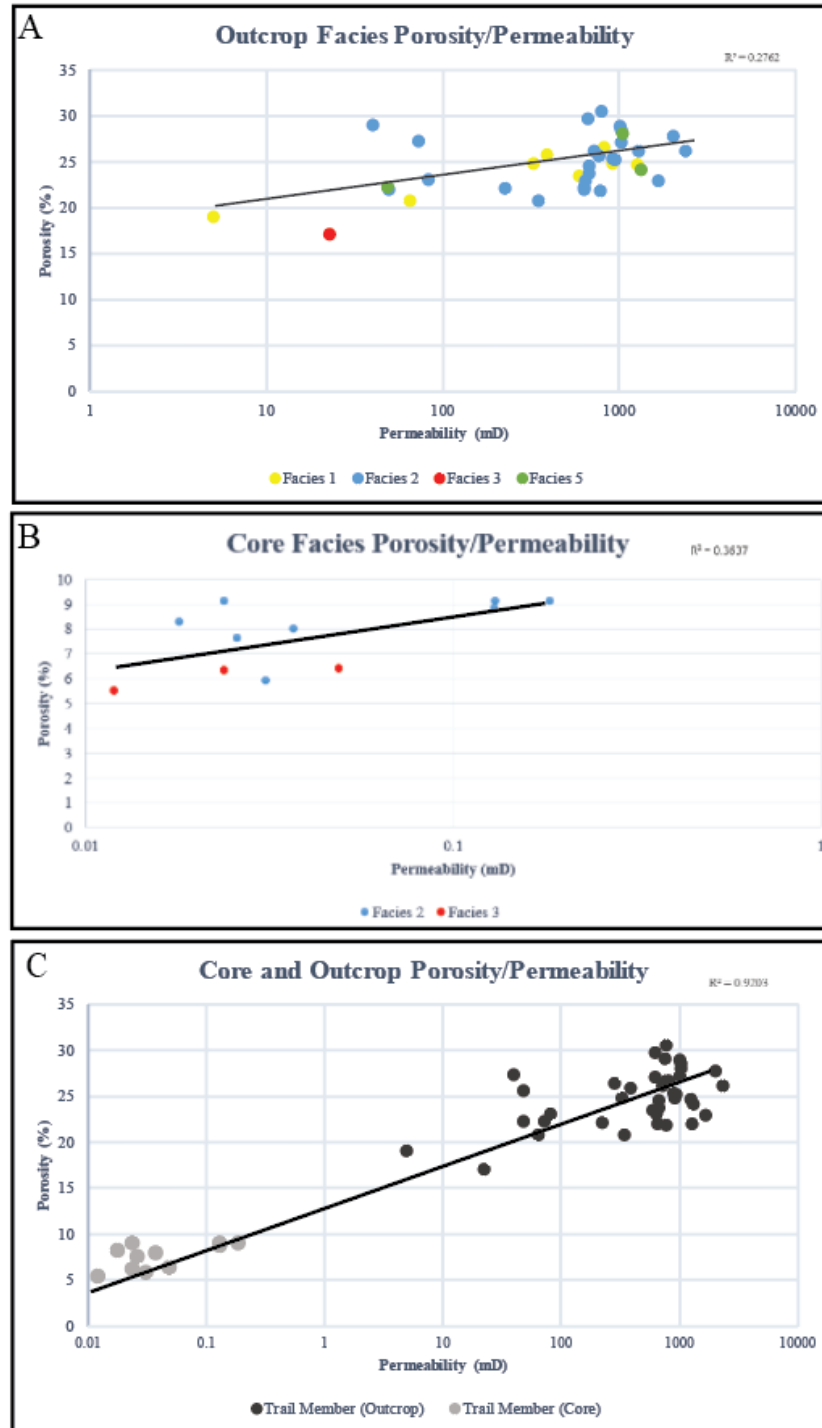 A
Outcrop Facies Porosity/Permeability
R² = 0.2762
35
30
25
20
15
10
5
0
Porosity (%)
1 10 100 1000 10000
Permeability (mD)
Facies 1 Facies 2 Facies 3 Facies 5
B
Core Facies Porosity/Permeability
R² = 0.3637
10
9
8
7
6
5
4
3
2
1
0
Porosity (%)
0.01 0.1 1
Permeability (mD)
Facies 2 Facies 3
C
Core and Outcrop Porosity/Permeability
R² = 0.9203
35
30
25
20
15
10
5
0
Porosity (%)
0.01 0.1 1 10 100 1000 10000
Permeability (mD)
Trail Member (Outcrop) Trail Member (Core)